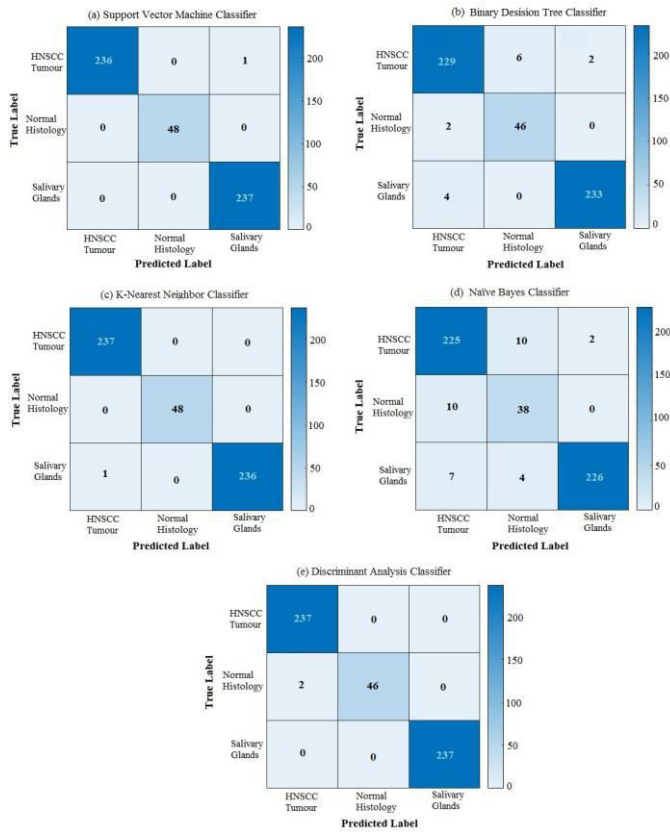 (a) Support Vector Machine Classifier
HNSCC
Tumour
236
0
1
Normal
Histology
0
48
0
Salivary
Glands
0
0
237
HNSCC
Tumour
Normal
Histology
Salivary
Glands
True Label
Predicted Label
200
150
100
50
0
(b) Binary Desision Tree Classifier
HNSCC
Tumour
229
6
2
Normal
Histology
2
46
0
Salivary
Glands
4
0
233
HNSCC
Tumour
Normal
Histology
Salivary
Glands
True Label
Predicted Label
200
150
100
50
0
(c) K-Nearest Neighbor Classifier
HNSCC
Tumour
237
0
0
Normal
Histology
0
48
0
Salivary
Glands
1
0
236
HNSCC
Tumour
Normal
Histology
Salivary
Glands
True Label
Predicted Label
200
150
100
50
0
(d) Naïve Bayes Classifier
HNSCC
Tumour
225
10
2
Normal
Histology
10
38
0
Salivary
Glands
7
4
226
HNSCC
Tumour
Normal
Histology
Salivary
Glands
True Label
Predicted Label
200
150
100
50
0
(e) Discriminant Analysis Classifier
HNSCC
Tumour
237
0
0
Normal
Histology
2
46
0
Salivary
Glands
0
0
237
HNSCC
Tumour
Normal
Histology
Salivary
Glands
True Label
Predicted Label
200
150
100
50
0